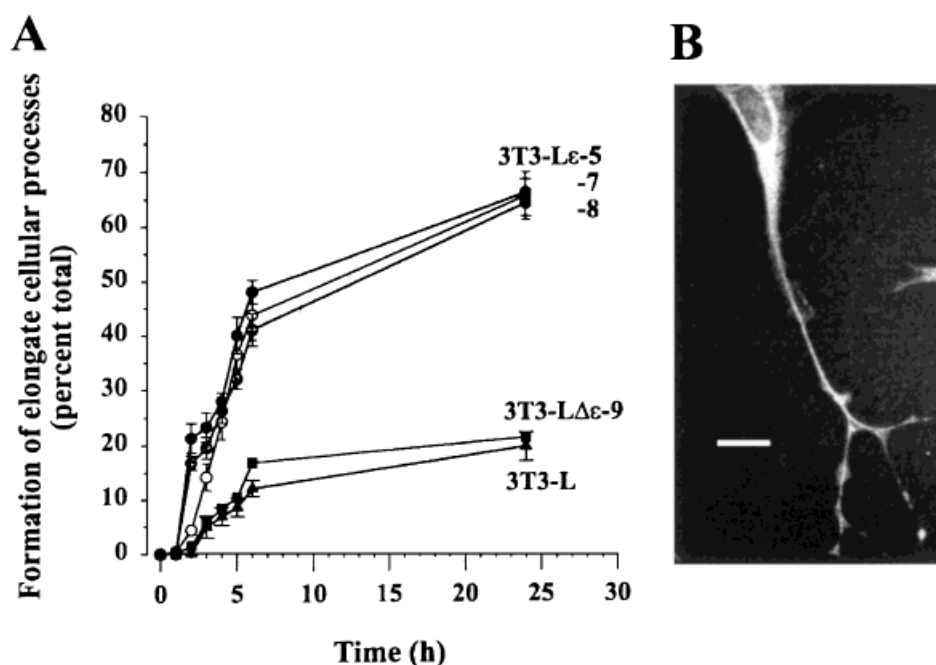 A
B
Formation of elongate cellular processes
(percent total)
80
70
60
50
40
30
20
10
0
3T3-Lε-5
-7
-8
3T3-LΔε-9
3T3-L
0 5 10 15 20 25 30
Time (h)